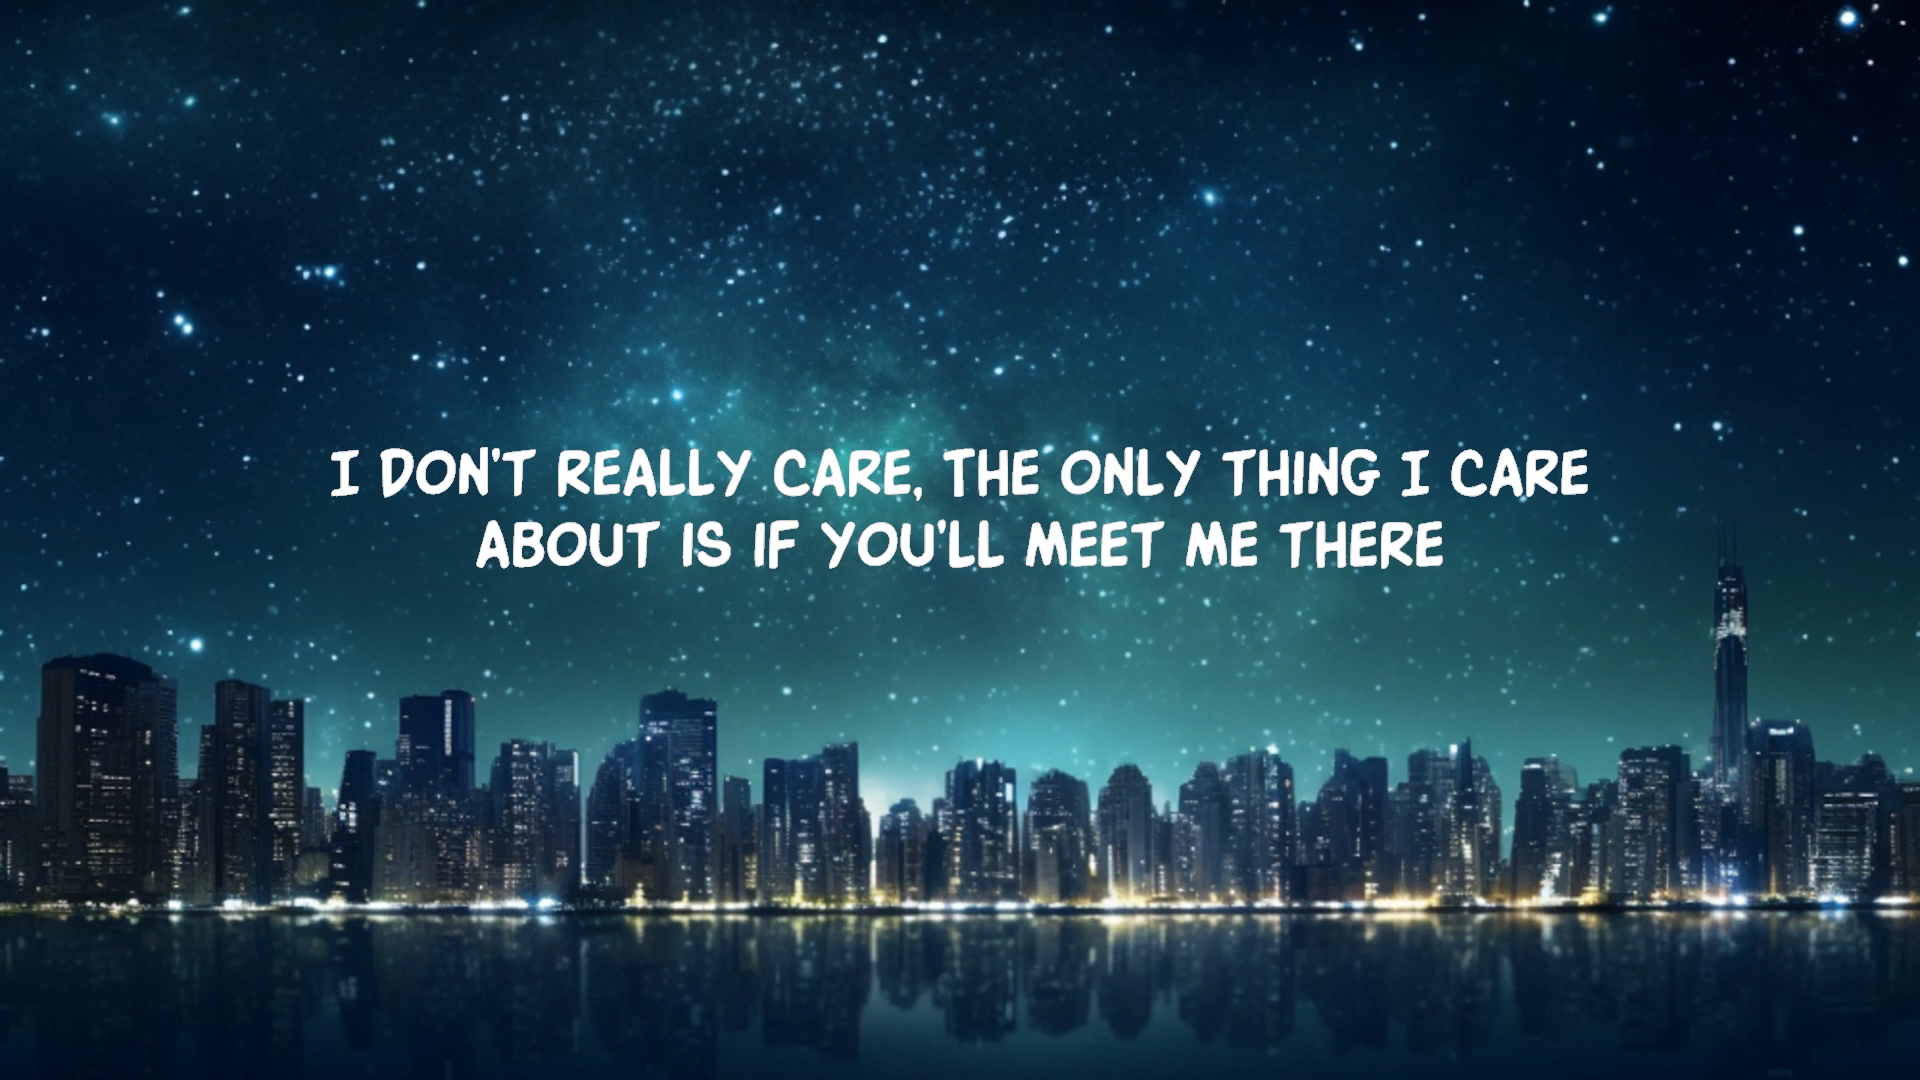 I DON'T REALLY CARE, THE ONLY THING I CARE
ABOUT IS IF YOU'LL MEET ME THERE